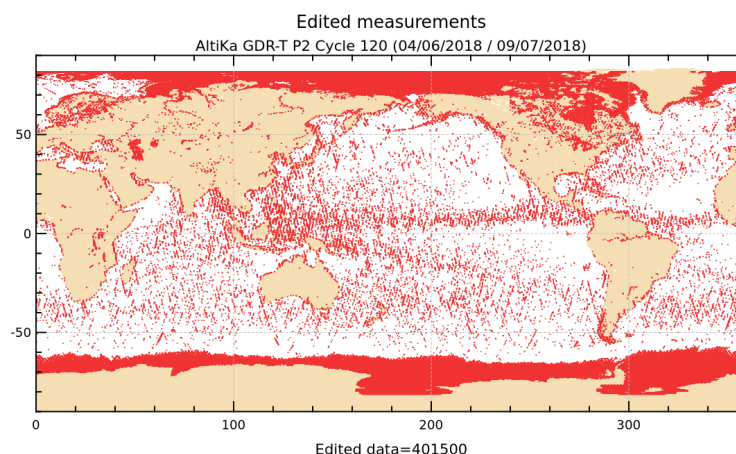 Edited measurements
AltiKa GDR-T P2 Cycle 120 (04/06/2018 / 09/07/2018)
50
0
-50
0 100 200 300
Edited data=401500